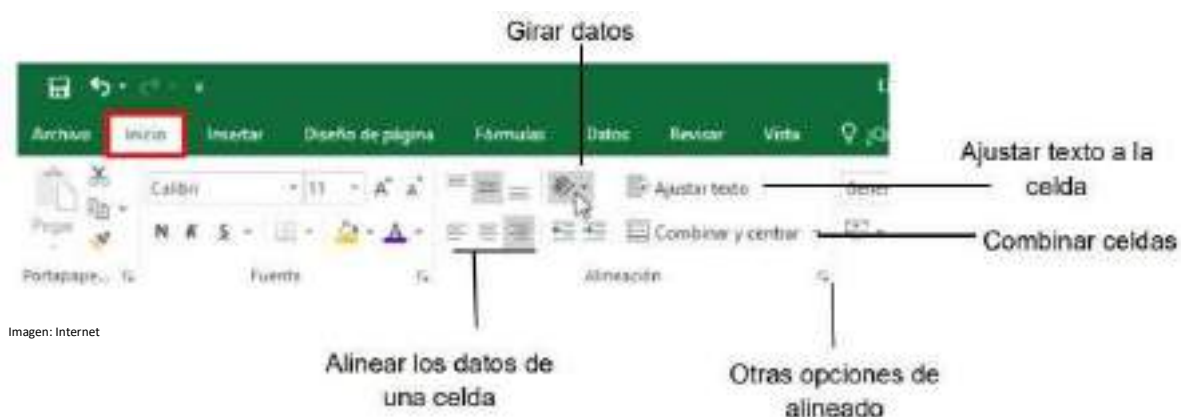 Girar datos
Archivo Inicio Insertar Diseño de página Fórmulas Datos Revisar Vista
Ajustar texto a la
celda
Calibri 11 A A Ajustar texto
N K S Combinar y centrar
Combinar celdas
Portapape... Fuente Alineación
Imagen: Internet
Alinear los datos de
una celda
Otras opciones de
alineado